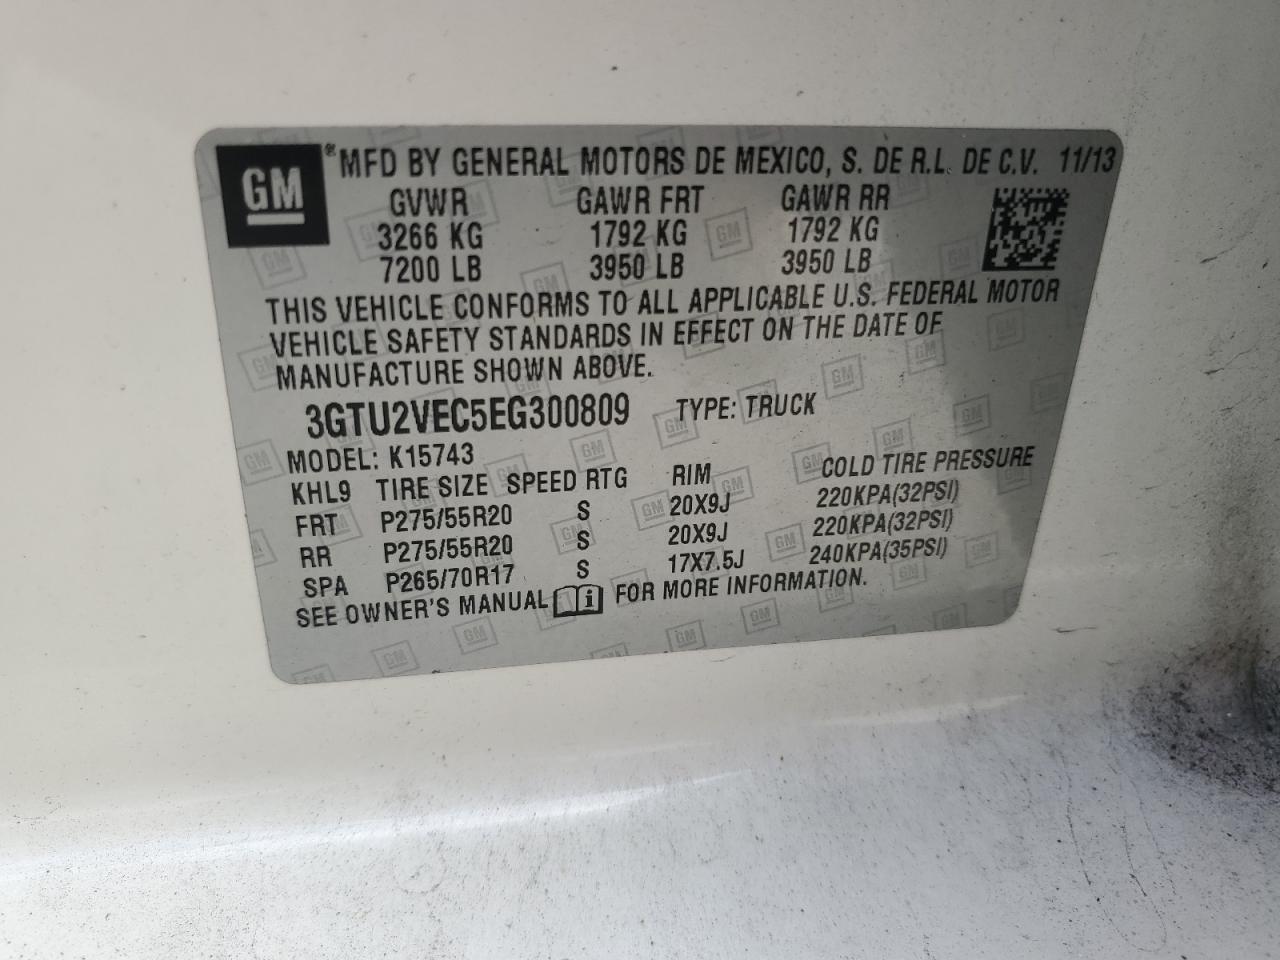 GM ® MFD BY GENERAL MOTORS DE MEXICO, S. DE R.L. DE C.V. 11/13
GVWR GAWR FRT GAWR RR
3266 KG 1792 KG 1792 KG
7200 LB 3950 LB 3950 LB
THIS VEHICLE CONFORMS TO ALL APPLICABLE U.S. FEDERAL MOTOR
VEHICLE SAFETY STANDARDS IN EFFECT ON THE DATE OF
MANUFACTURE SHOWN ABOVE.
3GTU2VEC5EG300809 TYPE: TRUCK
MODEL: K15743
KHL9 TIRE SIZE SPEED RTG RIM COLD TIRE PRESSURE
FRT P275/55R20 S 20X9J 220KPA(32PSI)
RR P275/55R20 S 20X9J 220KPA(32PSI)
SPA P265/70R17 S 17X7.5J 240KPA(35PSI)
SEE OWNER'S MANUAL i FOR MORE INFORMATION.